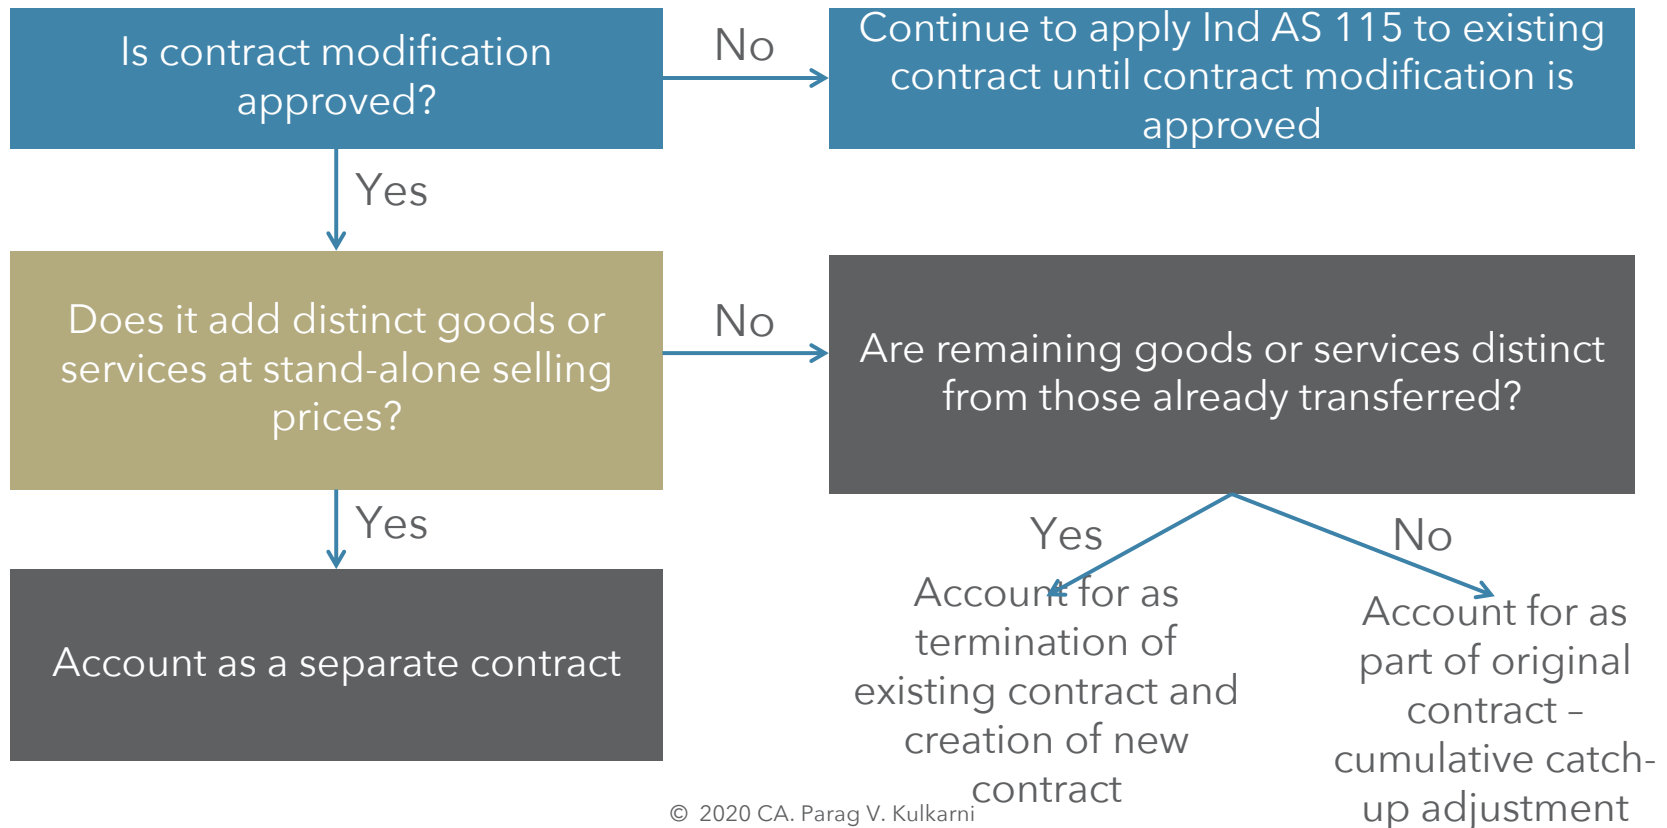 Is contract modification
approved?
No
Continue to apply Ind AS 115 to existing
contract until contract modification is
approved
Yes
Does it add distinct goods or
services at stand-alone selling
prices?
No
Are remaining goods or services distinct
from those already transferred?
Yes
Account as a separate contract
Yes
Account for as
termination of
existing contract and
creation of new
contract
No
Account for as
part of original
contract –
cumulative catch-
up adjustment
© 2020 CA. Parag V. Kulkarni